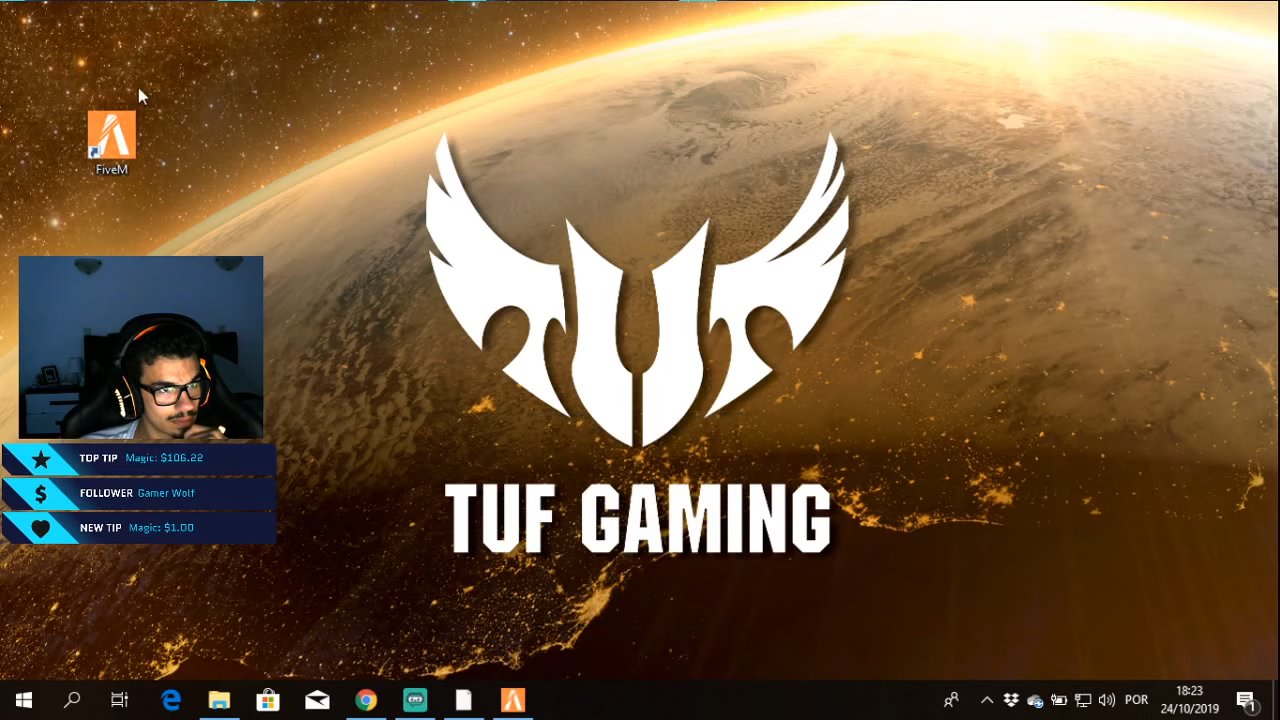 FiveM
TOP TIP Magic: $106.22
FOLLOWER Gamer Wolf
NEW TIP Magic: $1.00
TUF GAMING
POR
18:23
24/10/2019
1